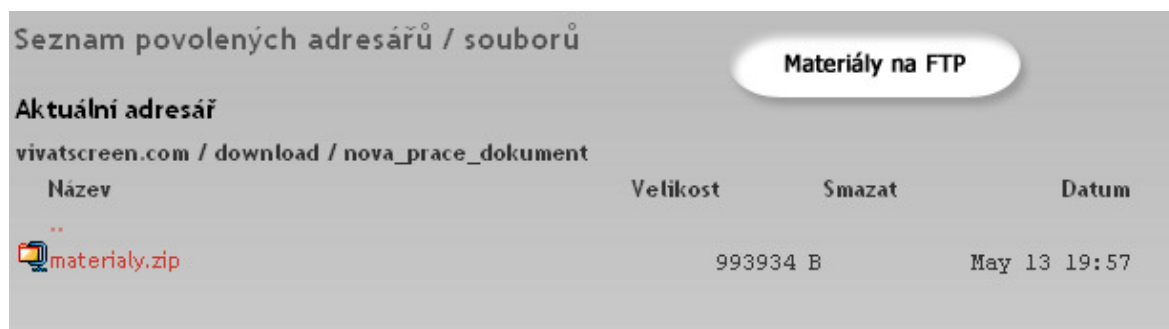 Seznam povolených adresářů / souborů
Materiály na FTP
Aktuální adresář
vivatscreen.com / download / nova_prace_dokument
Název Velikost Smazat Datum
..
materialy.zip 993934 B May 13 19:57